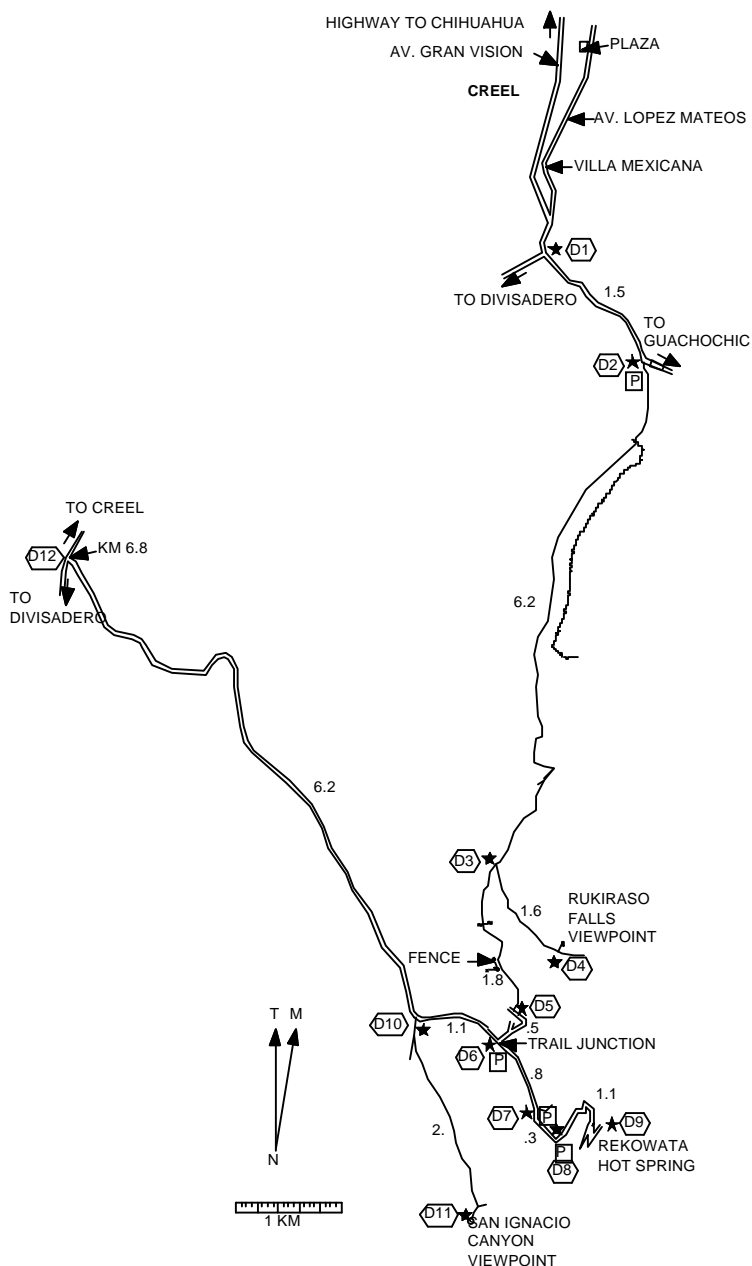 HIGHWAY TO CHIHUAHUA
AV. GRAN VISION
PLAZA
CREEL
AV. LOPEZ MATEOS
VILLA MEXICANA
D1
TO DIVISADERO
1.5
TO
GUACHOCHIC
D2
P
TO CREEL
D12
KM 6.8
TO
DIVISADERO
6.2
6.2
D3
1.6
RUKIRASO
FALLS
VIEWPOINT
FENCE
D4
1.8
D5
T M
D10
1.1
.5
D6
TRAIL JUNCTION
P
.8
1.1
D7
P
D9
2.
.3
REKOWATA
HOT SPRING
P
D8
N
1 KM
D11
SAN IGNACIO
CANYON
VIEWPOINT